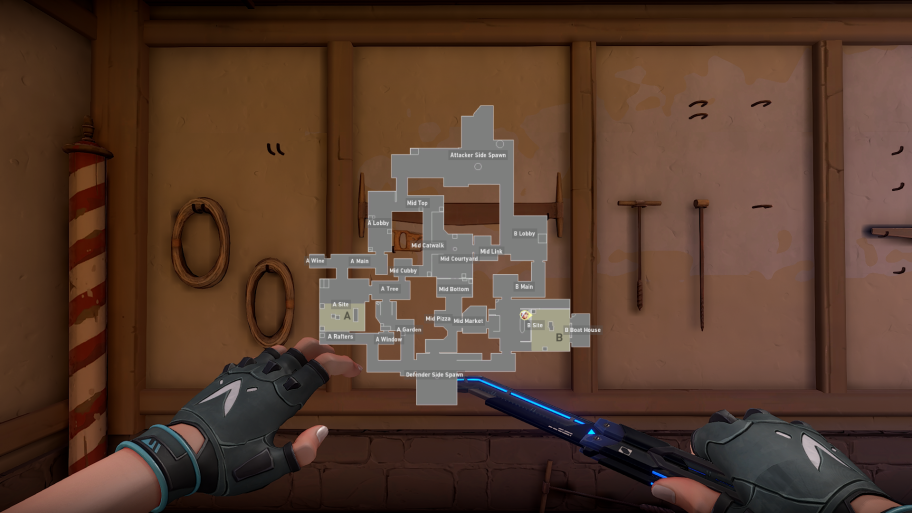 Attacker Side Spawn
Mid Top
A Lobby
B Lobby
Mid Catwalk
Mid Link
Mid Courtyard
A Wine
A Main
Mid Cubby
A Tree
Mid Bottom
B Main
A Site
A
Mid Pizza
Mid Market
B Site
B Boat House
A Garden
A Rafters
A Window
B
Defender Side Spawn